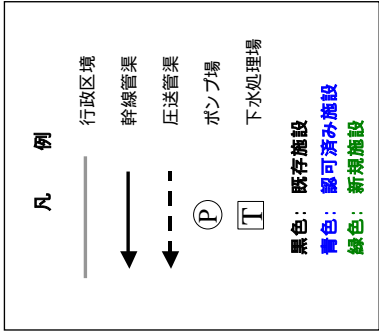 凡 例
行政区境
幹線管渠
圧送管渠
P ポンプ場
T 下水処理場
黒色： 既存施設
青色： 認可済み施設
緑色： 新規施設